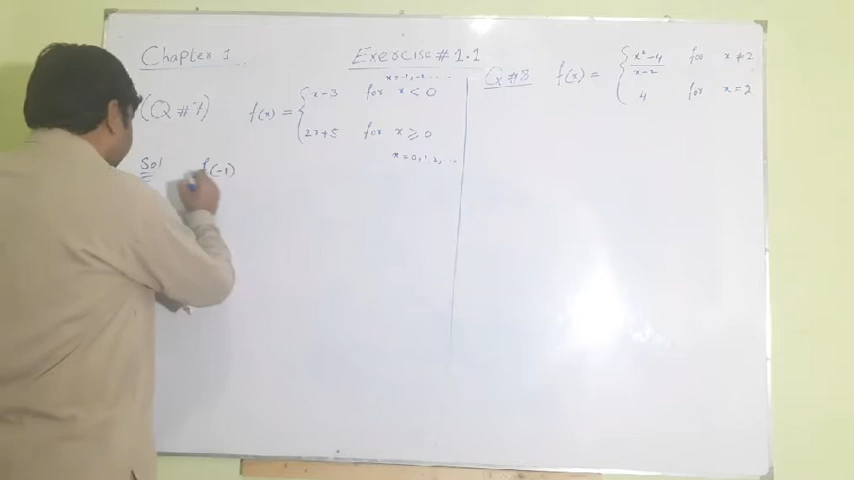 Chapter 1
Exercise # 1.1
x=-1,-2....
(Q # 7) f(x) = { x-3 for x < 0
2x+5 for x ≥ 0
x=0,1,2,...
Sol f(-1)
Q # 8 f(x) = { x²-4 / x-2 for x ≠ 2
4 for x = 2